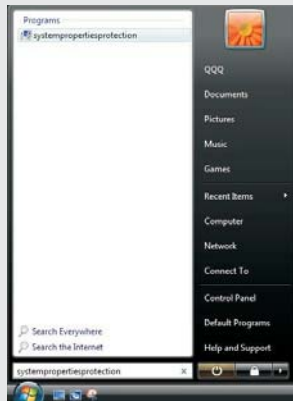 Programs
systempropertiesprotection
QQQ
Documents
Pictures
Music
Games
Recent Items
Computer
Network
Connect To
Control Panel
Default Programs
Help and Support
Search Everywhere
Search the Internet
systempropertiesprotection